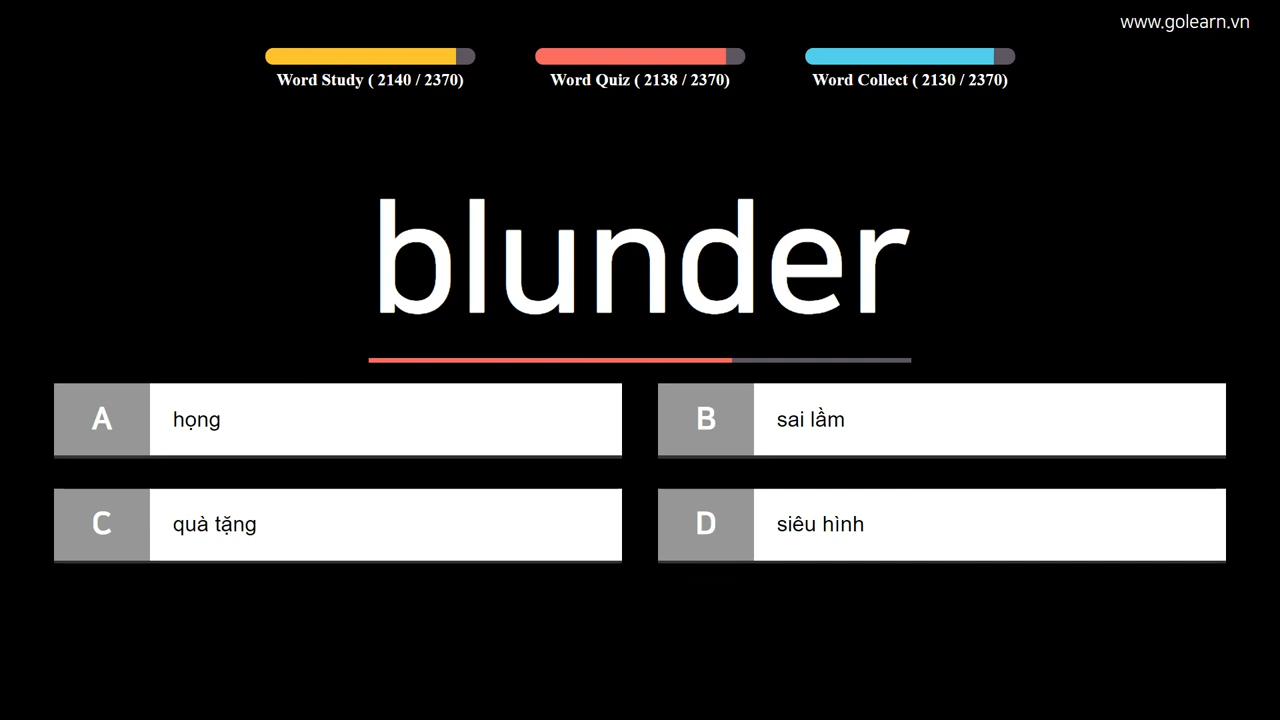 www.golearn.vn
Word Study ( 2140 / 2370)
Word Quiz ( 2138 / 2370)
Word Collect ( 2130 / 2370)
blunder
A họng
B sai lầm
C quà tặng
D siêu hình